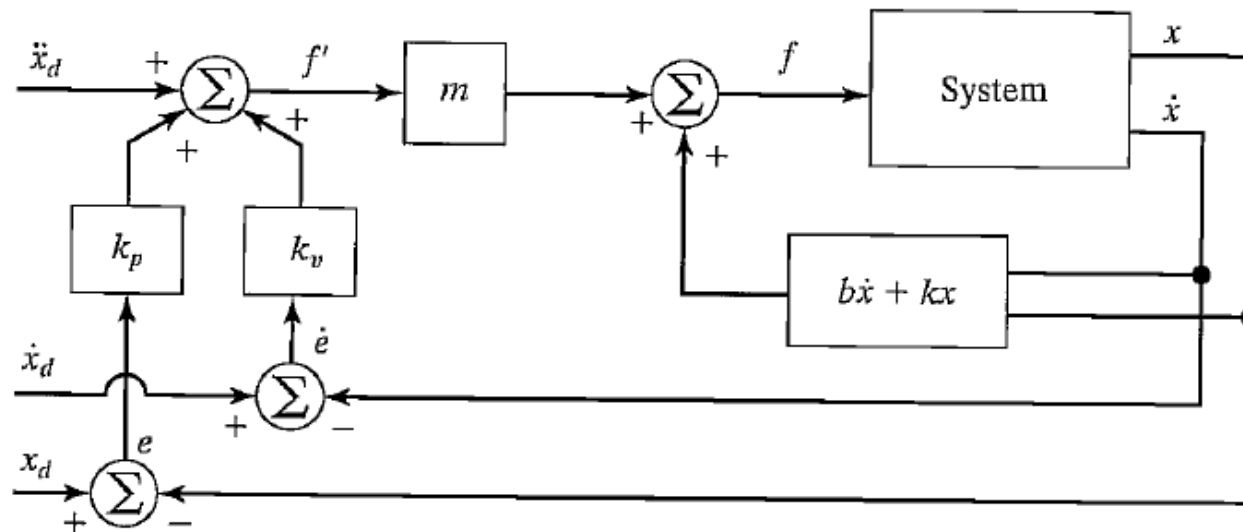 ẍ_d
+
Σ
f′
m
+
Σ
f
System
x
ẋ
+
+
+
k_p
k_v
bẋ + kx
ẋ_d
ė
+
Σ
−
x_d
e
+
Σ
−